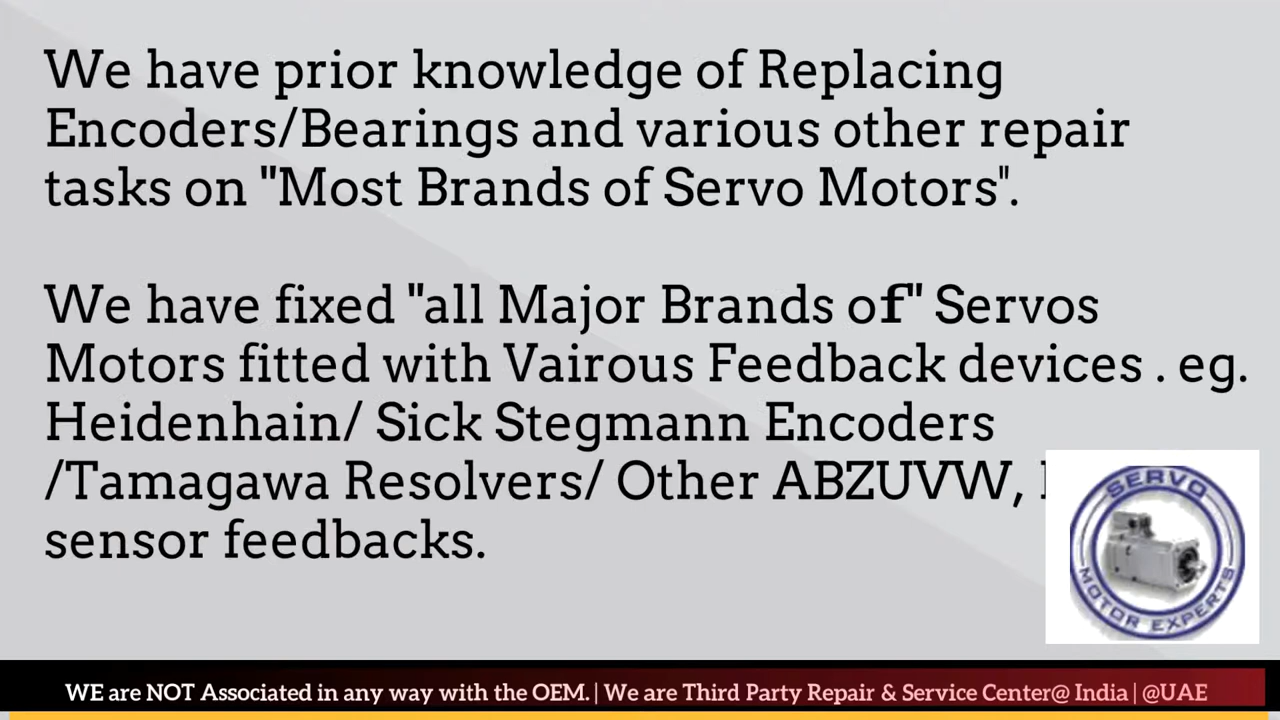 We have prior knowledge of Replacing
Encoders/Bearings and various other repair
tasks on "Most Brands of Servo Motors".
We have fixed "all Major Brands of" Servos
Motors fitted with Vairous Feedback devices . eg.
Heidenhain/ Sick Stegmann Encoders
/Tamagawa Resolvers/ Other ABZUVW,
sensor feedbacks.
SERVO
MOTOR EXPERTS
WE are NOT Associated in any way with the OEM. | We are Third Party Repair & Service Center@ India | @UAE